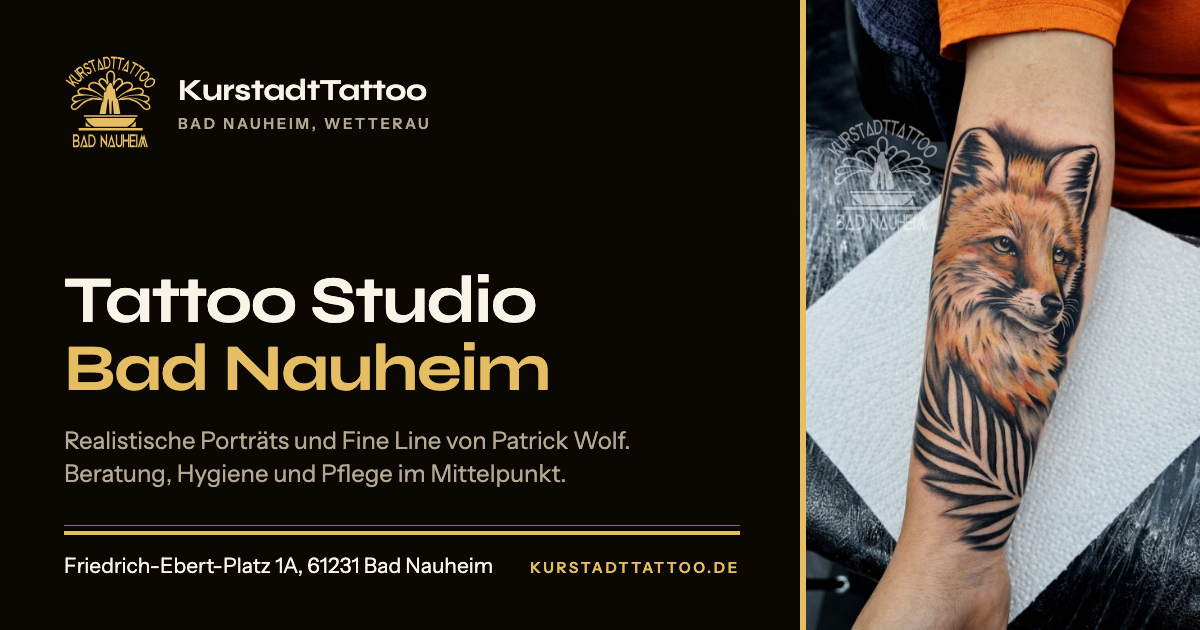 KURSTADTTATTOO
BAD NAUHEIM
KurstadtTattoo
BAD NAUHEIM, WETTERAU
Tattoo Studio
Bad Nauheim
Realistische Porträts und Fine Line von Patrick Wolf.
Beratung, Hygiene und Pflege im Mittelpunkt.
Friedrich-Ebert-Platz 1A, 61231 Bad Nauheim
KURSTADTTATTOO.DE
KURSTADTTATTOO
BAD NAUHEIM